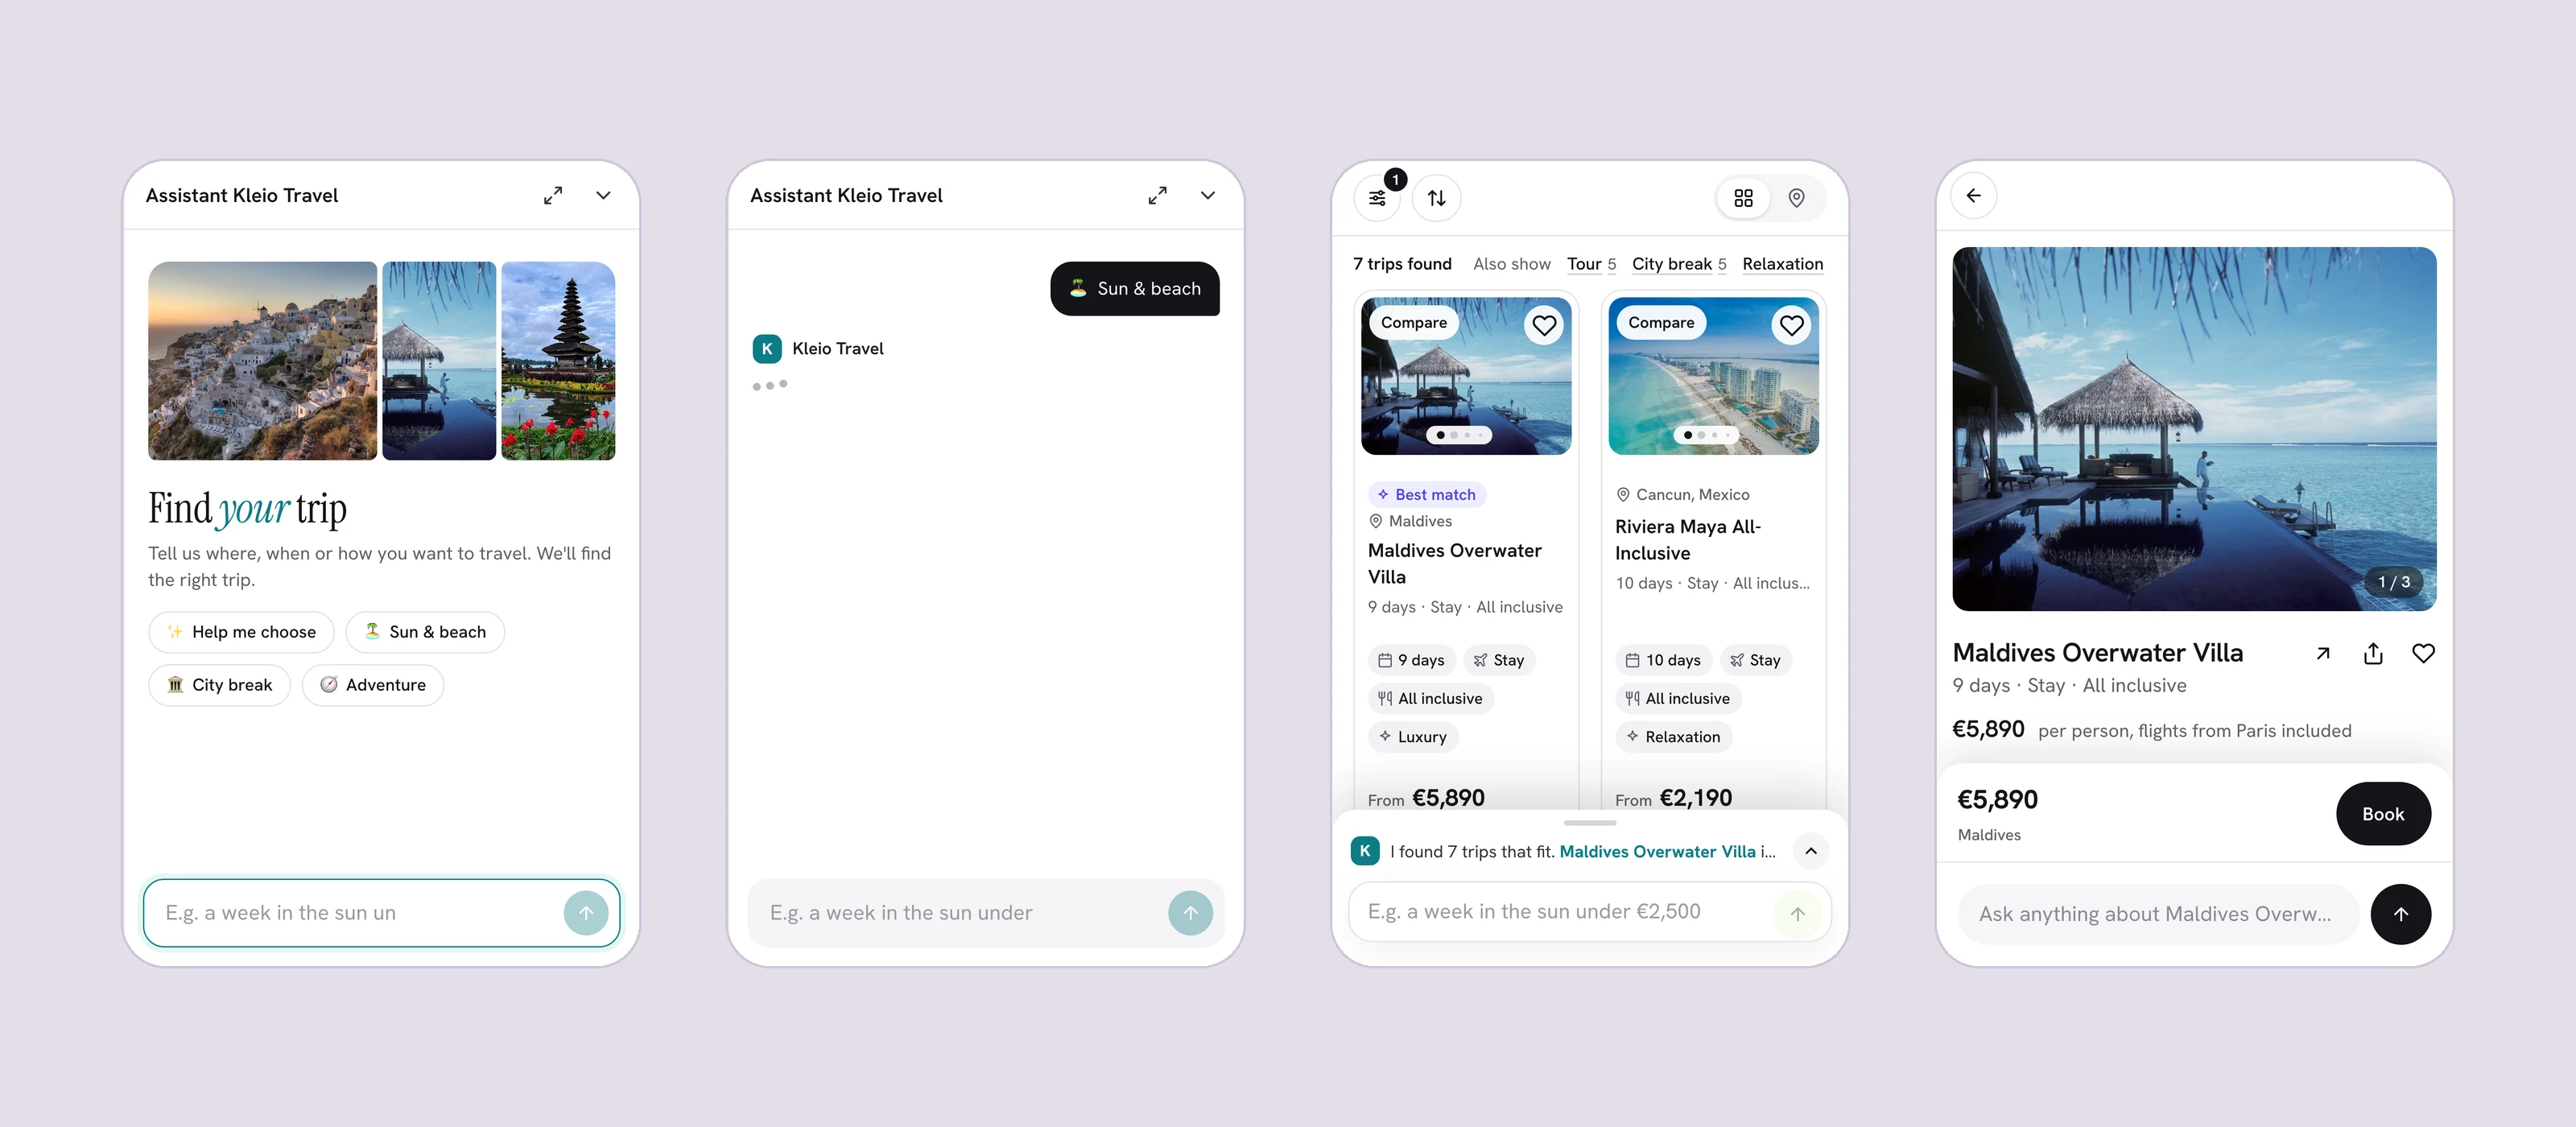 Assistant Kleio Travel
Find your trip
Tell us where, when or how you want to travel. We'll find
the right trip.
✨ Help me choose
🏝️ Sun & beach
🏛️ City break
🧭 Adventure
E.g. a week in the sun un
Assistant Kleio Travel
🏝️ Sun & beach
K Kleio Travel
E.g. a week in the sun under
1
7 trips found Also show Tour 5 City break 5 Relaxation
Compare
Best match
Maldives
Maldives Overwater
Villa
9 days · Stay · All inclusive
9 days
Stay
All inclusive
Luxury
From €5,890
Compare
Cancun, Mexico
Riviera Maya All-
Inclusive
10 days · Stay · All inclus...
10 days
Stay
All inclusive
Relaxation
From €2,190
K I found 7 trips that fit. Maldives Overwater Villa i...
E.g. a week in the sun under €2,500
1 / 3
Maldives Overwater Villa
9 days · Stay · All inclusive
€5,890 per person, flights from Paris included
€5,890
Maldives
Book
Ask anything about Maldives Overw...